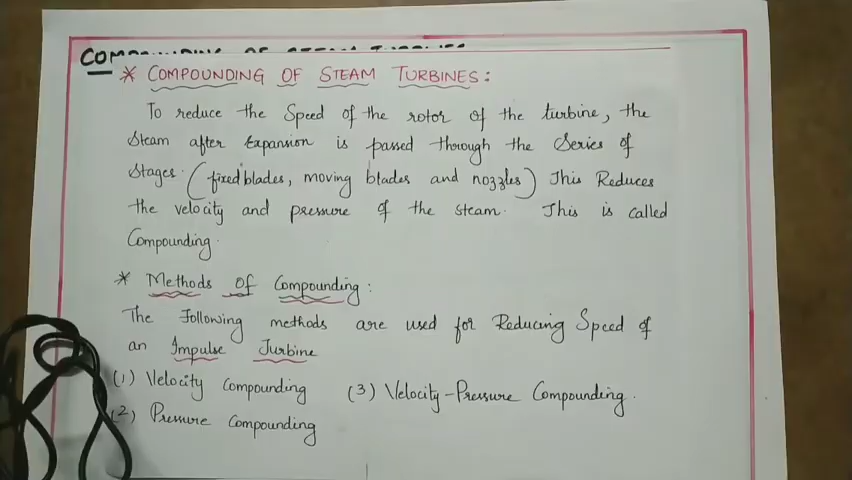 * COMPOUNDING OF STEAM TURBINES:
To reduce the Speed of the rotor of the turbine, the
Steam after Expansion is passed through the Series of
Stages. (fixed blades, moving blades and nozzles) This Reduces
the velocity and pressure of the steam. This is called
Compounding.
* Methods of Compounding:
The Following methods are used for Reducing Speed of
an Impulse Turbine
(1) Velocity Compounding (3) Velocity-Pressure Compounding.
(2) Pressure Compounding